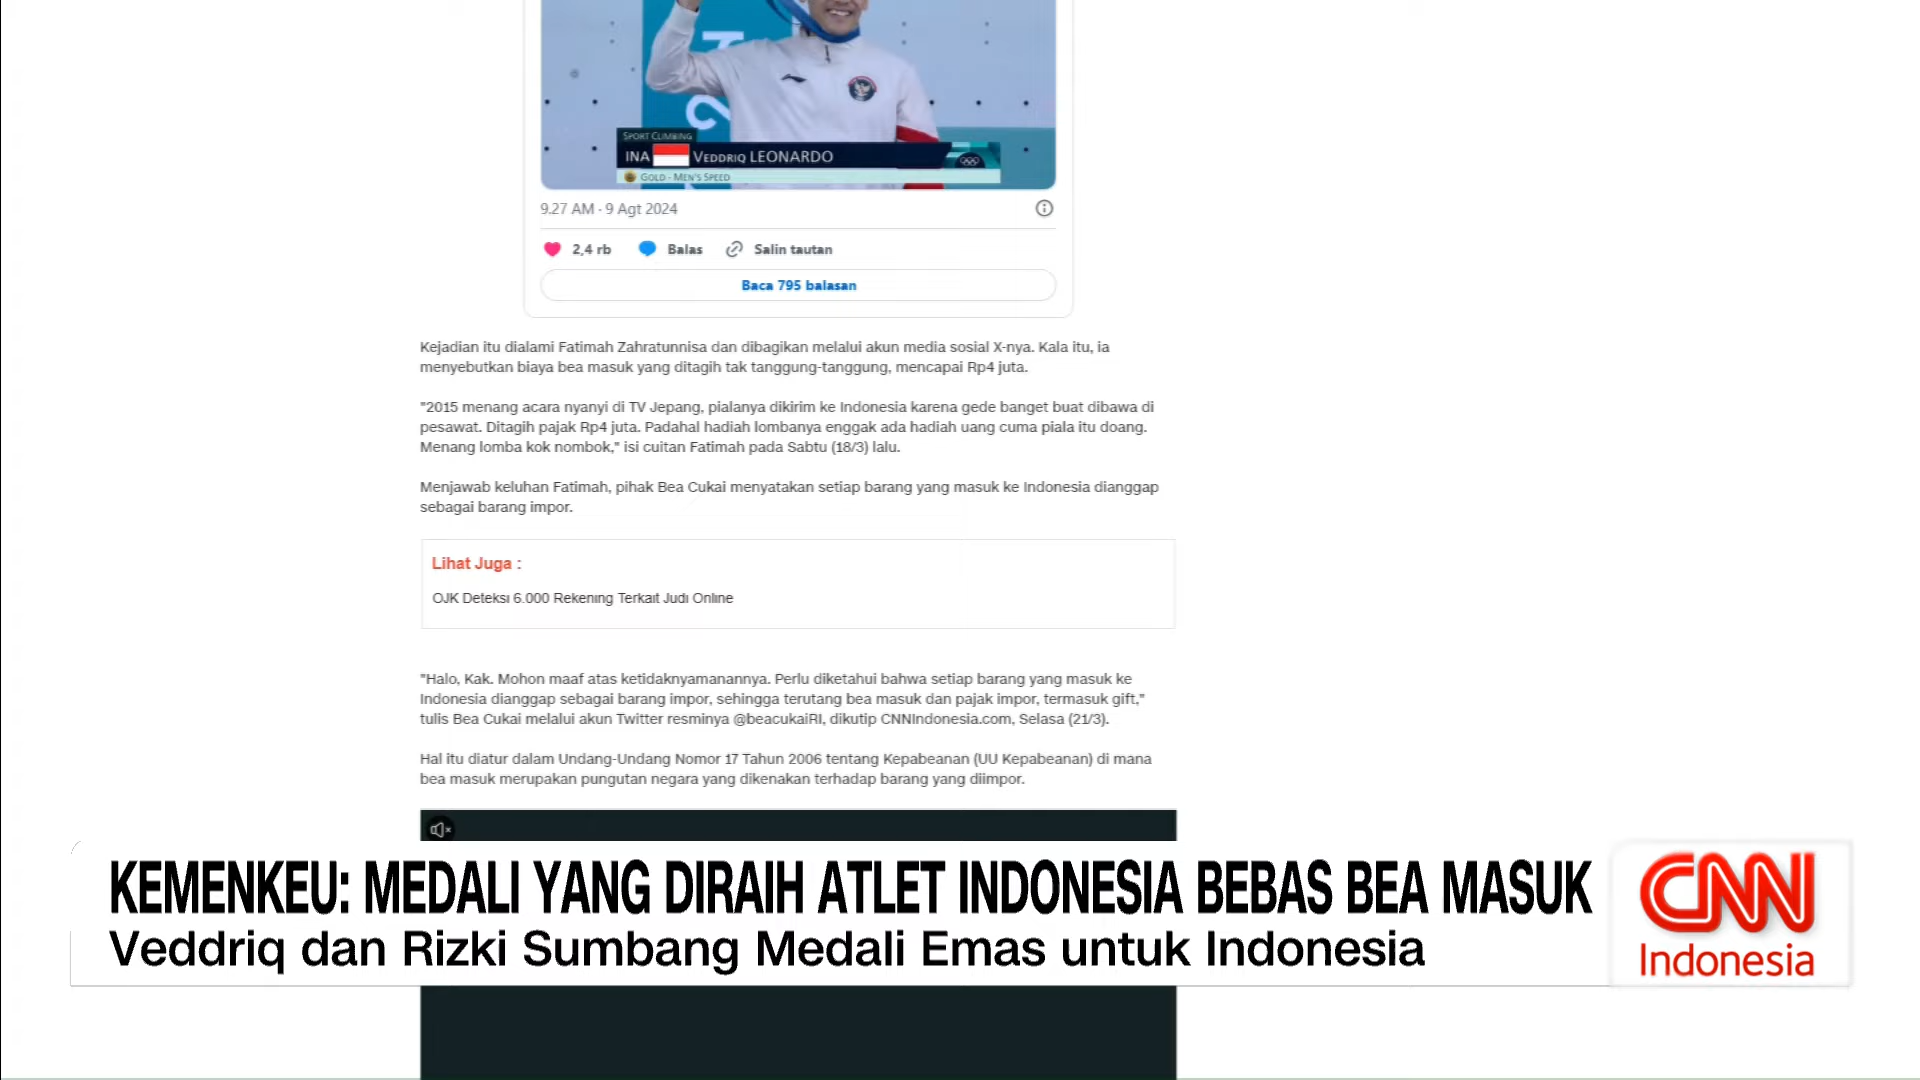 SPORT CLIMBING
INA VEDDRIQ LEONARDO
GOLD - MEN'S SPEED
9.27 AM · 9 Agt 2024
2,4 rb Balas Salin tautan
Baca 795 balasan
Kejadian itu dialami Fatimah Zahratunnisa dan dibagikan melalui akun media sosial X-nya. Kala itu, ia
menyebutkan biaya bea masuk yang ditagih tak tanggung-tanggung, mencapai Rp4 juta.
"2015 menang acara nyanyi di TV Jepang, pialanya dikirim ke Indonesia karena gede banget buat dibawa di
pesawat. Ditagih pajak Rp4 juta. Padahal hadiah lombanya enggak ada hadiah uang cuma piala itu doang.
Menang lomba kok nombok," isi cuitan Fatimah pada Sabtu (18/3) lalu.
Menjawab keluhan Fatimah, pihak Bea Cukai menyatakan setiap barang yang masuk ke Indonesia dianggap
sebagai barang impor.
Lihat Juga :
OJK Deteksi 6.000 Rekening Terkait Judi Online
"Halo, Kak. Mohon maaf atas ketidaknyamanannya. Perlu diketahui bahwa setiap barang yang masuk ke
Indonesia dianggap sebagai barang impor, sehingga terutang bea masuk dan pajak impor, termasuk gift,"
tulis Bea Cukai melalui akun Twitter resminya @beacukaiRI, dikutip CNNIndonesia.com, Selasa (21/3).
Hal itu diatur dalam Undang-Undang Nomor 17 Tahun 2006 tentang Kepabeanan (UU Kepabeanan) di mana
bea masuk merupakan pungutan negara yang dikenakan terhadap barang yang diimpor.
KEMENKEU: MEDALI YANG DIRAIH ATLET INDONESIA BEBAS BEA MASUK
Veddriq dan Rizki Sumbang Medali Emas untuk Indonesia
CNN
Indonesia